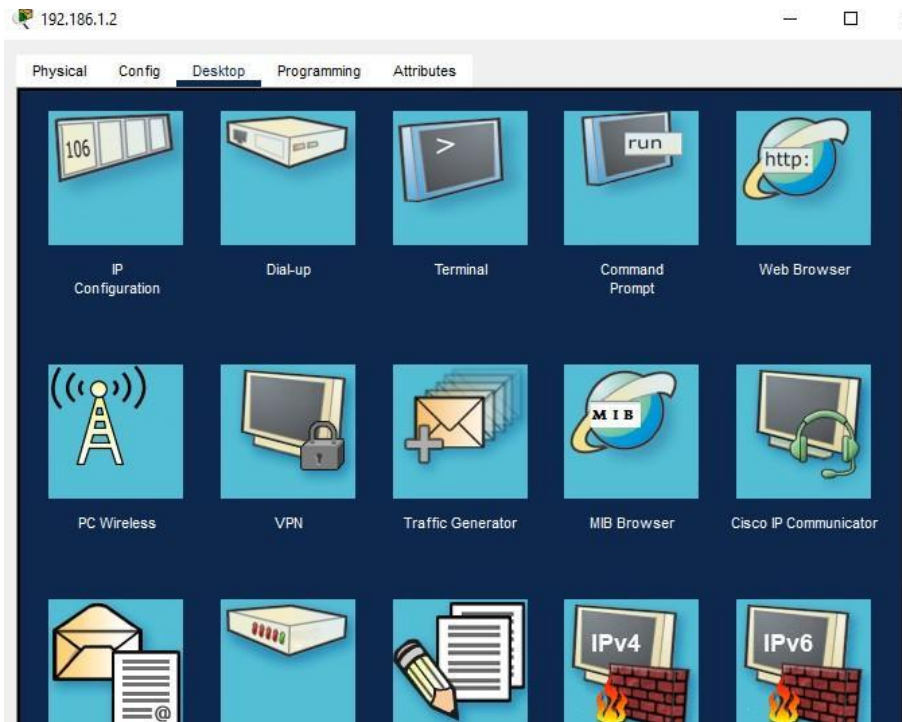 192.186.1.2
Physical Config Desktop Programming Attributes
106
>
run
http:
IP
Configuration
Dial-up
Terminal
Command
Prompt
Web Browser
MIB
PC Wireless
VPN
Traffic Generator
MIB Browser
Cisco IP Communicator
@
IPv4
IPv6